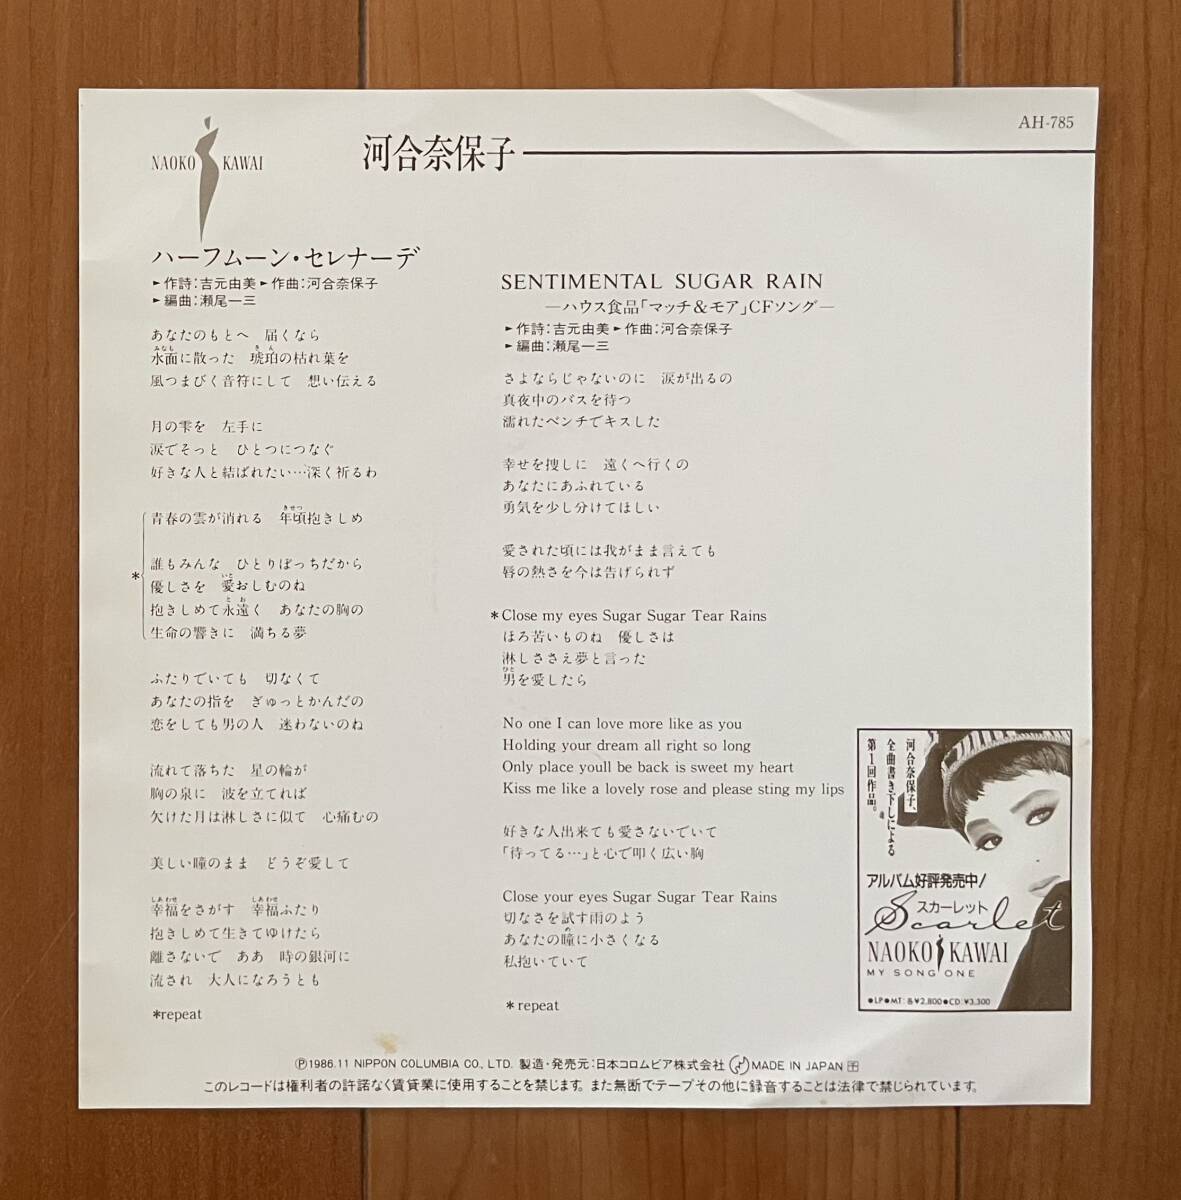 AH-785
NAOKO KAWAI
河合奈保子
ハーフムーン・セレナーデ
►作詩:吉元由美►作曲:河合奈保子
►編曲:瀬尾一三
あなたのもとへ 届くなら
水面に散った 琥珀の枯れ葉を
風つまびく音符にして 想い伝える
月の雫を 左手に
涙でそっと ひとつにつなぐ
好きな人と結ばれたい…深く祈るわ
青春の雲が消れる 年頃抱きしめ
誰もみんな ひとりぼっちだから
*優しさを 愛おしむのね
抱きしめて永遠く あなたの胸の
生命の響きに 満ちる夢
ふたりでいても 切なくて
あなたの指を ぎゅっとかんだの
恋をしても男の人 迷わないのね
流れて落ちた 星の輪が
胸の泉に 波を立てれば
欠けた月は淋しさに似て 心痛むの
美しい瞳のまま どうぞ愛して
幸福をさがす 幸福ふたり
抱きしめて生きてゆけたら
離さないで ああ 時の銀河に
流され 大人になろうとも
*repeat
SENTIMENTAL SUGAR RAIN
—ハウス食品「マッチ&モア」CFソング—
►作詩:吉元由美►作曲:河合奈保子
►編曲:瀬尾一三
さよならじゃないのに 涙が出るの
真夜中のバスを待つ
濡れたベンチでキスした
幸せを捜しに 遠くへ行くの
あなたにあふれている
勇気を少し分けてほしい
愛された頃には我がまま言えても
唇の熱さを今は告げられず
*Close my eyes Sugar Sugar Tear Rains
ほろ苦いものね 優しさは
淋しささえ夢と言った
男を愛したら
No one I can love more like as you
Holding your dream all right so long
Only place youll be back is sweet my heart
Kiss me like a lovely rose and please sting my lips
好きな人出来ても愛さないでいて
「待ってる…」と心で叩く広い胸
Close your eyes Sugar Sugar Tear Rains
切なさを試す雨のよう
あなたの瞳に小さくなる
私抱いていて
*repeat
河合奈保子、
全曲書き下しによる
第1回作品。
アルバム好評発売中!
スカーレット
Scarlet
NAOKO KAWAI
MY SONG ONE
●LP●MT:各¥2,800●CD:¥3,300
Ⓟ1986.11 NIPPON COLUMBIA CO., LTD. 製造・発売元:日本コロムビア株式会社 MADE IN JAPAN
このレコードは権利者の許諾なく賃貸業に使用することを禁じます。また無断でテープその他に録音することは法律で禁じられています。